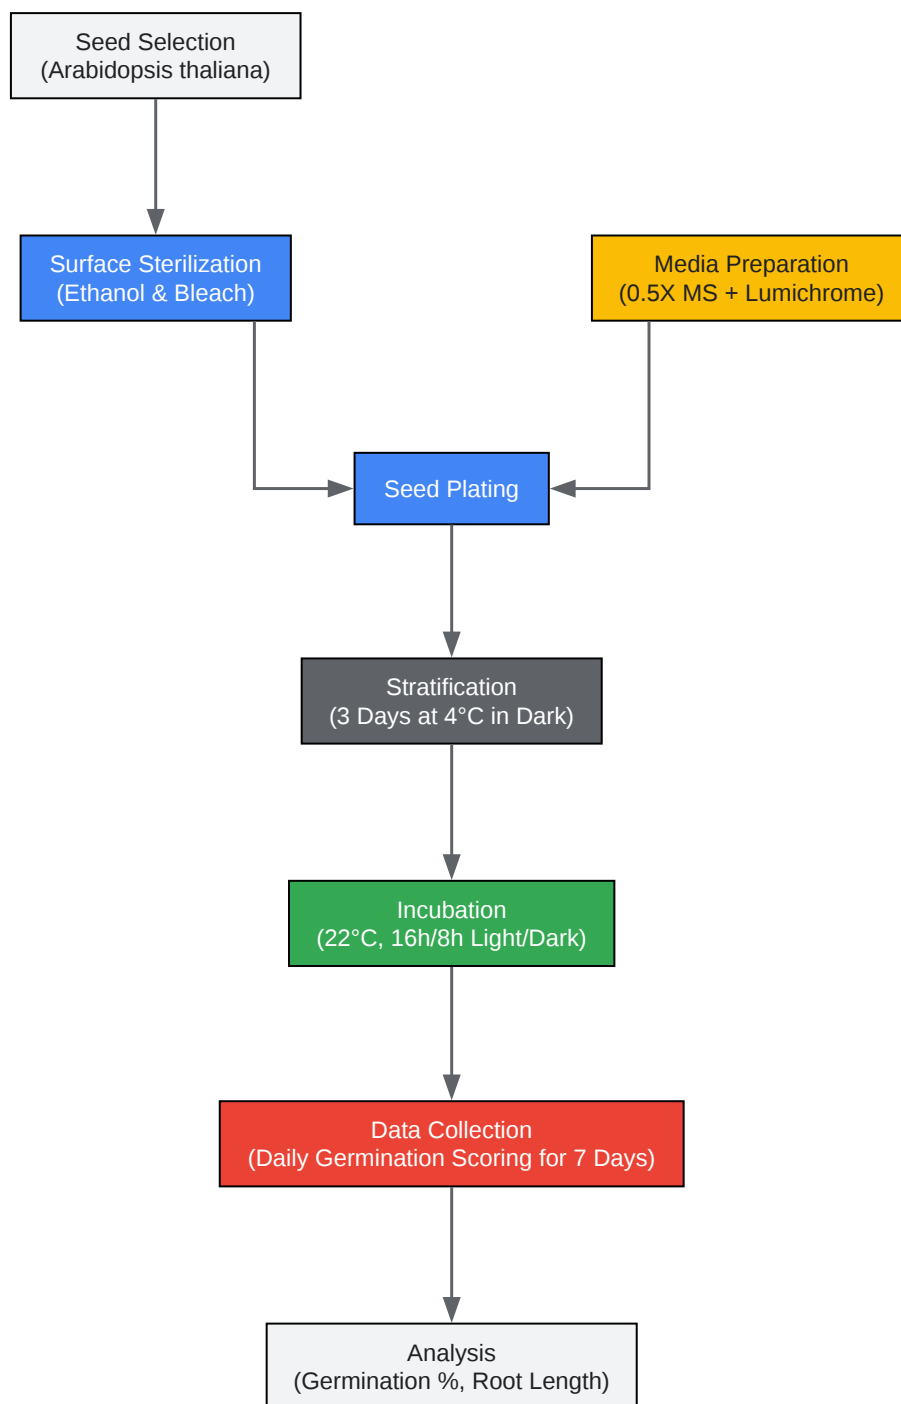 Seed Selection
(Arabidopsis thaliana)
Surface Sterilization
(Ethanol & Bleach)
Media Preparation
(0.5X MS + Lumichrome)
Seed Plating
Stratification
(3 Days at 4°C in Dark)
Incubation
(22°C, 16h/8h Light/Dark)
Data Collection
(Daily Germination Scoring for 7 Days)
Analysis
(Germination %, Root Length)